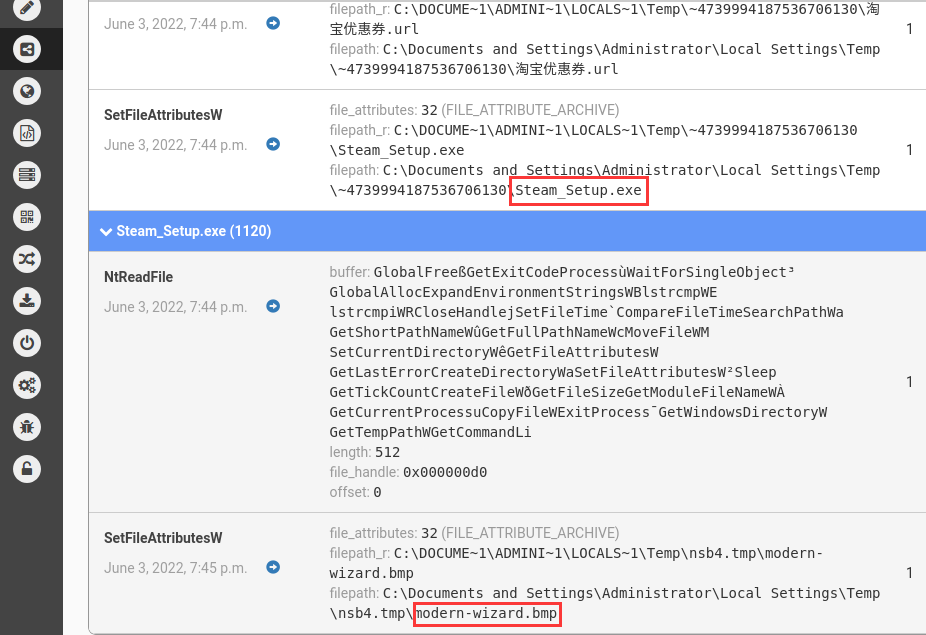 filepath_r: C:\DOCUME~1\ADMINI~1\LOCALS~1\Temp\~4739994187536706130\淘
June 3, 2022, 7:44 p.m.
宝优惠券.url
1
filepath: C:\Documents and Settings\Administrator\Local Settings\Temp
\~4739994187536706130\淘宝优惠券.url
SetFileAttributesW
June 3, 2022, 7:44 p.m.
file_attributes: 32 (FILE_ATTRIBUTE_ARCHIVE)
filepath_r: C:\DOCUME~1\ADMINI~1\LOCALS~1\Temp\~4739994187536706130
\Steam_Setup.exe
1
filepath: C:\Documents and Settings\Administrator\Local Settings\Temp
\~4739994187536706130\Steam_Setup.exe
Steam_Setup.exe (1120)
NtReadFile
June 3, 2022, 7:44 p.m.
buffer: GlobalFreeßGetExitCodeProcessùWaitForSingleObject³
GlobalAllocExpandEnvironmentStringsWBlstrcmpWE
lstrcmpiWRCloseHandlejSetFileTime`CompareFileTimeSearchPathWa
GetShortPathNameWûGetFullPathNameWcMoveFileWM
SetCurrentDirectoryWêGetFileAttributesW
GetLastErrorCreateDirectoryWaSetFileAttributesW²Sleep
GetTickCountCreateFileWðGetFileSizeGetModuleFileNameWÀ
GetCurrentProcessuCopyFileWExitProcess¯GetWindowsDirectoryW
GetTempPathWGetCommandLi
length: 512
file_handle: 0x000000d0
offset: 0
1
SetFileAttributesW
June 3, 2022, 7:45 p.m.
file_attributes: 32 (FILE_ATTRIBUTE_ARCHIVE)
filepath_r: C:\DOCUME~1\ADMINI~1\LOCALS~1\Temp\nsb4.tmp\modern-
wizard.bmp
1
filepath: C:\Documents and Settings\Administrator\Local Settings\Temp
\nsb4.tmp\modern-wizard.bmp